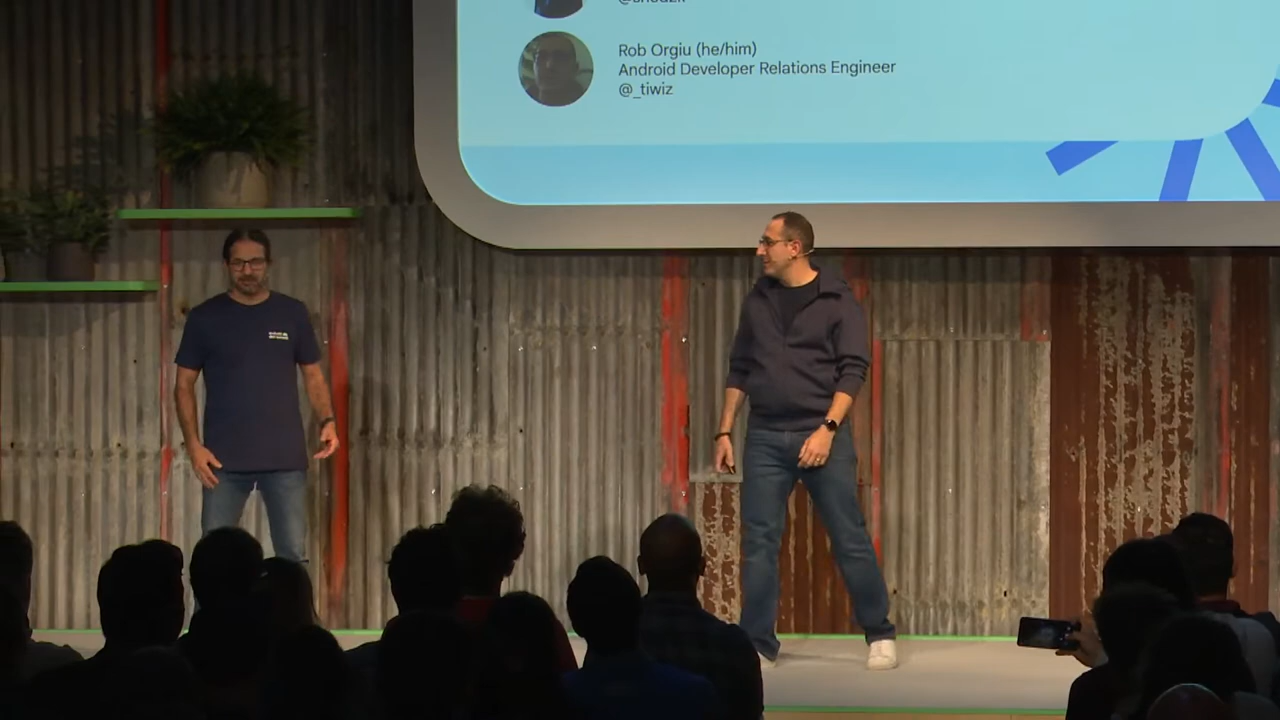 Rob Orgiu (he/him)
Android Developer Relations Engineer
@_tiwiz